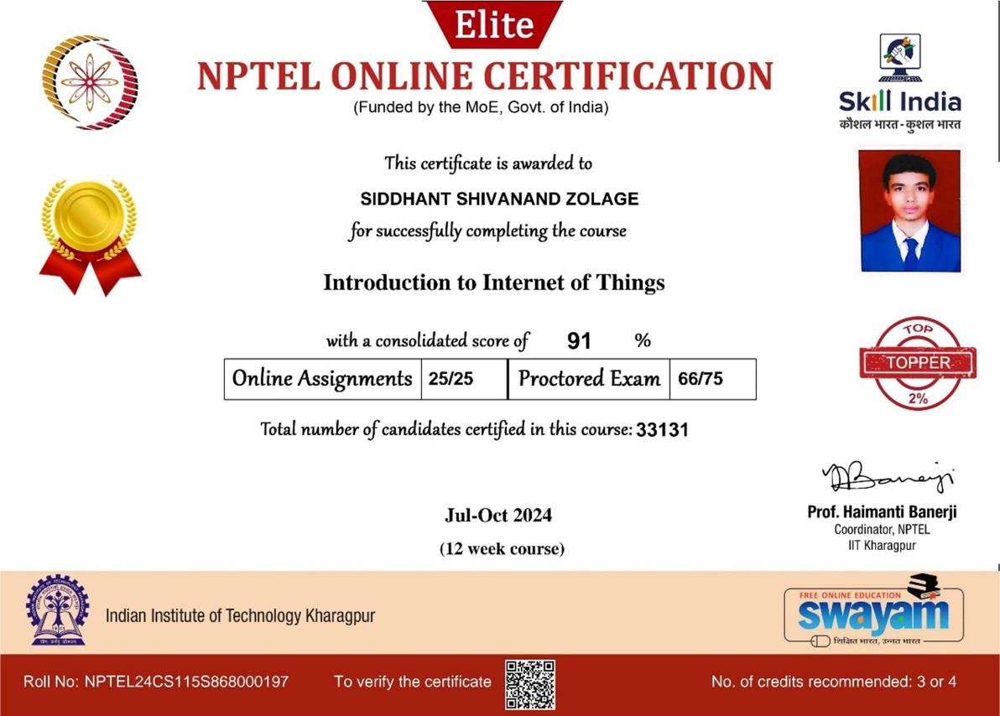 Elite
NPTEL ONLINE CERTIFICATION
(Funded by the MoE, Govt. of India)
Skill India
कौशल भारत - कुशल भारत
This certificate is awarded to
SIDDHANT SHIVANAND ZOLAGE
for successfully completing the course
Introduction to Internet of Things
with a consolidated score of 91 %
Online Assignments 25/25 Proctored Exam 66/75
TOP
TOPPER
2%
Total number of candidates certified in this course: 33131
Jul-Oct 2024
(12 week course)
Prof. Haimanti Banerji
Coordinator, NPTEL
IIT Kharagpur
Indian Institute of Technology Kharagpur
FREE ONLINE EDUCATION
swayam
शिक्षित भारत, उन्नत भारत
Roll No: NPTEL24CS115S868000197 To verify the certificate No. of credits recommended: 3 or 4